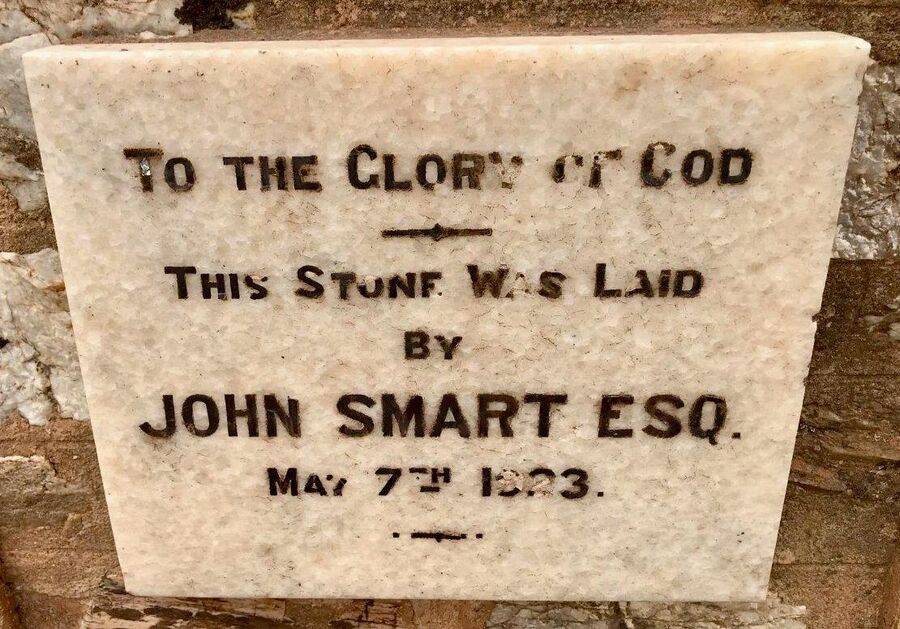 TO THE GLORY OF GOD
THIS STONE WAS LAID
BY
JOHN SMART ESQ.
MAY 7TH 1923.